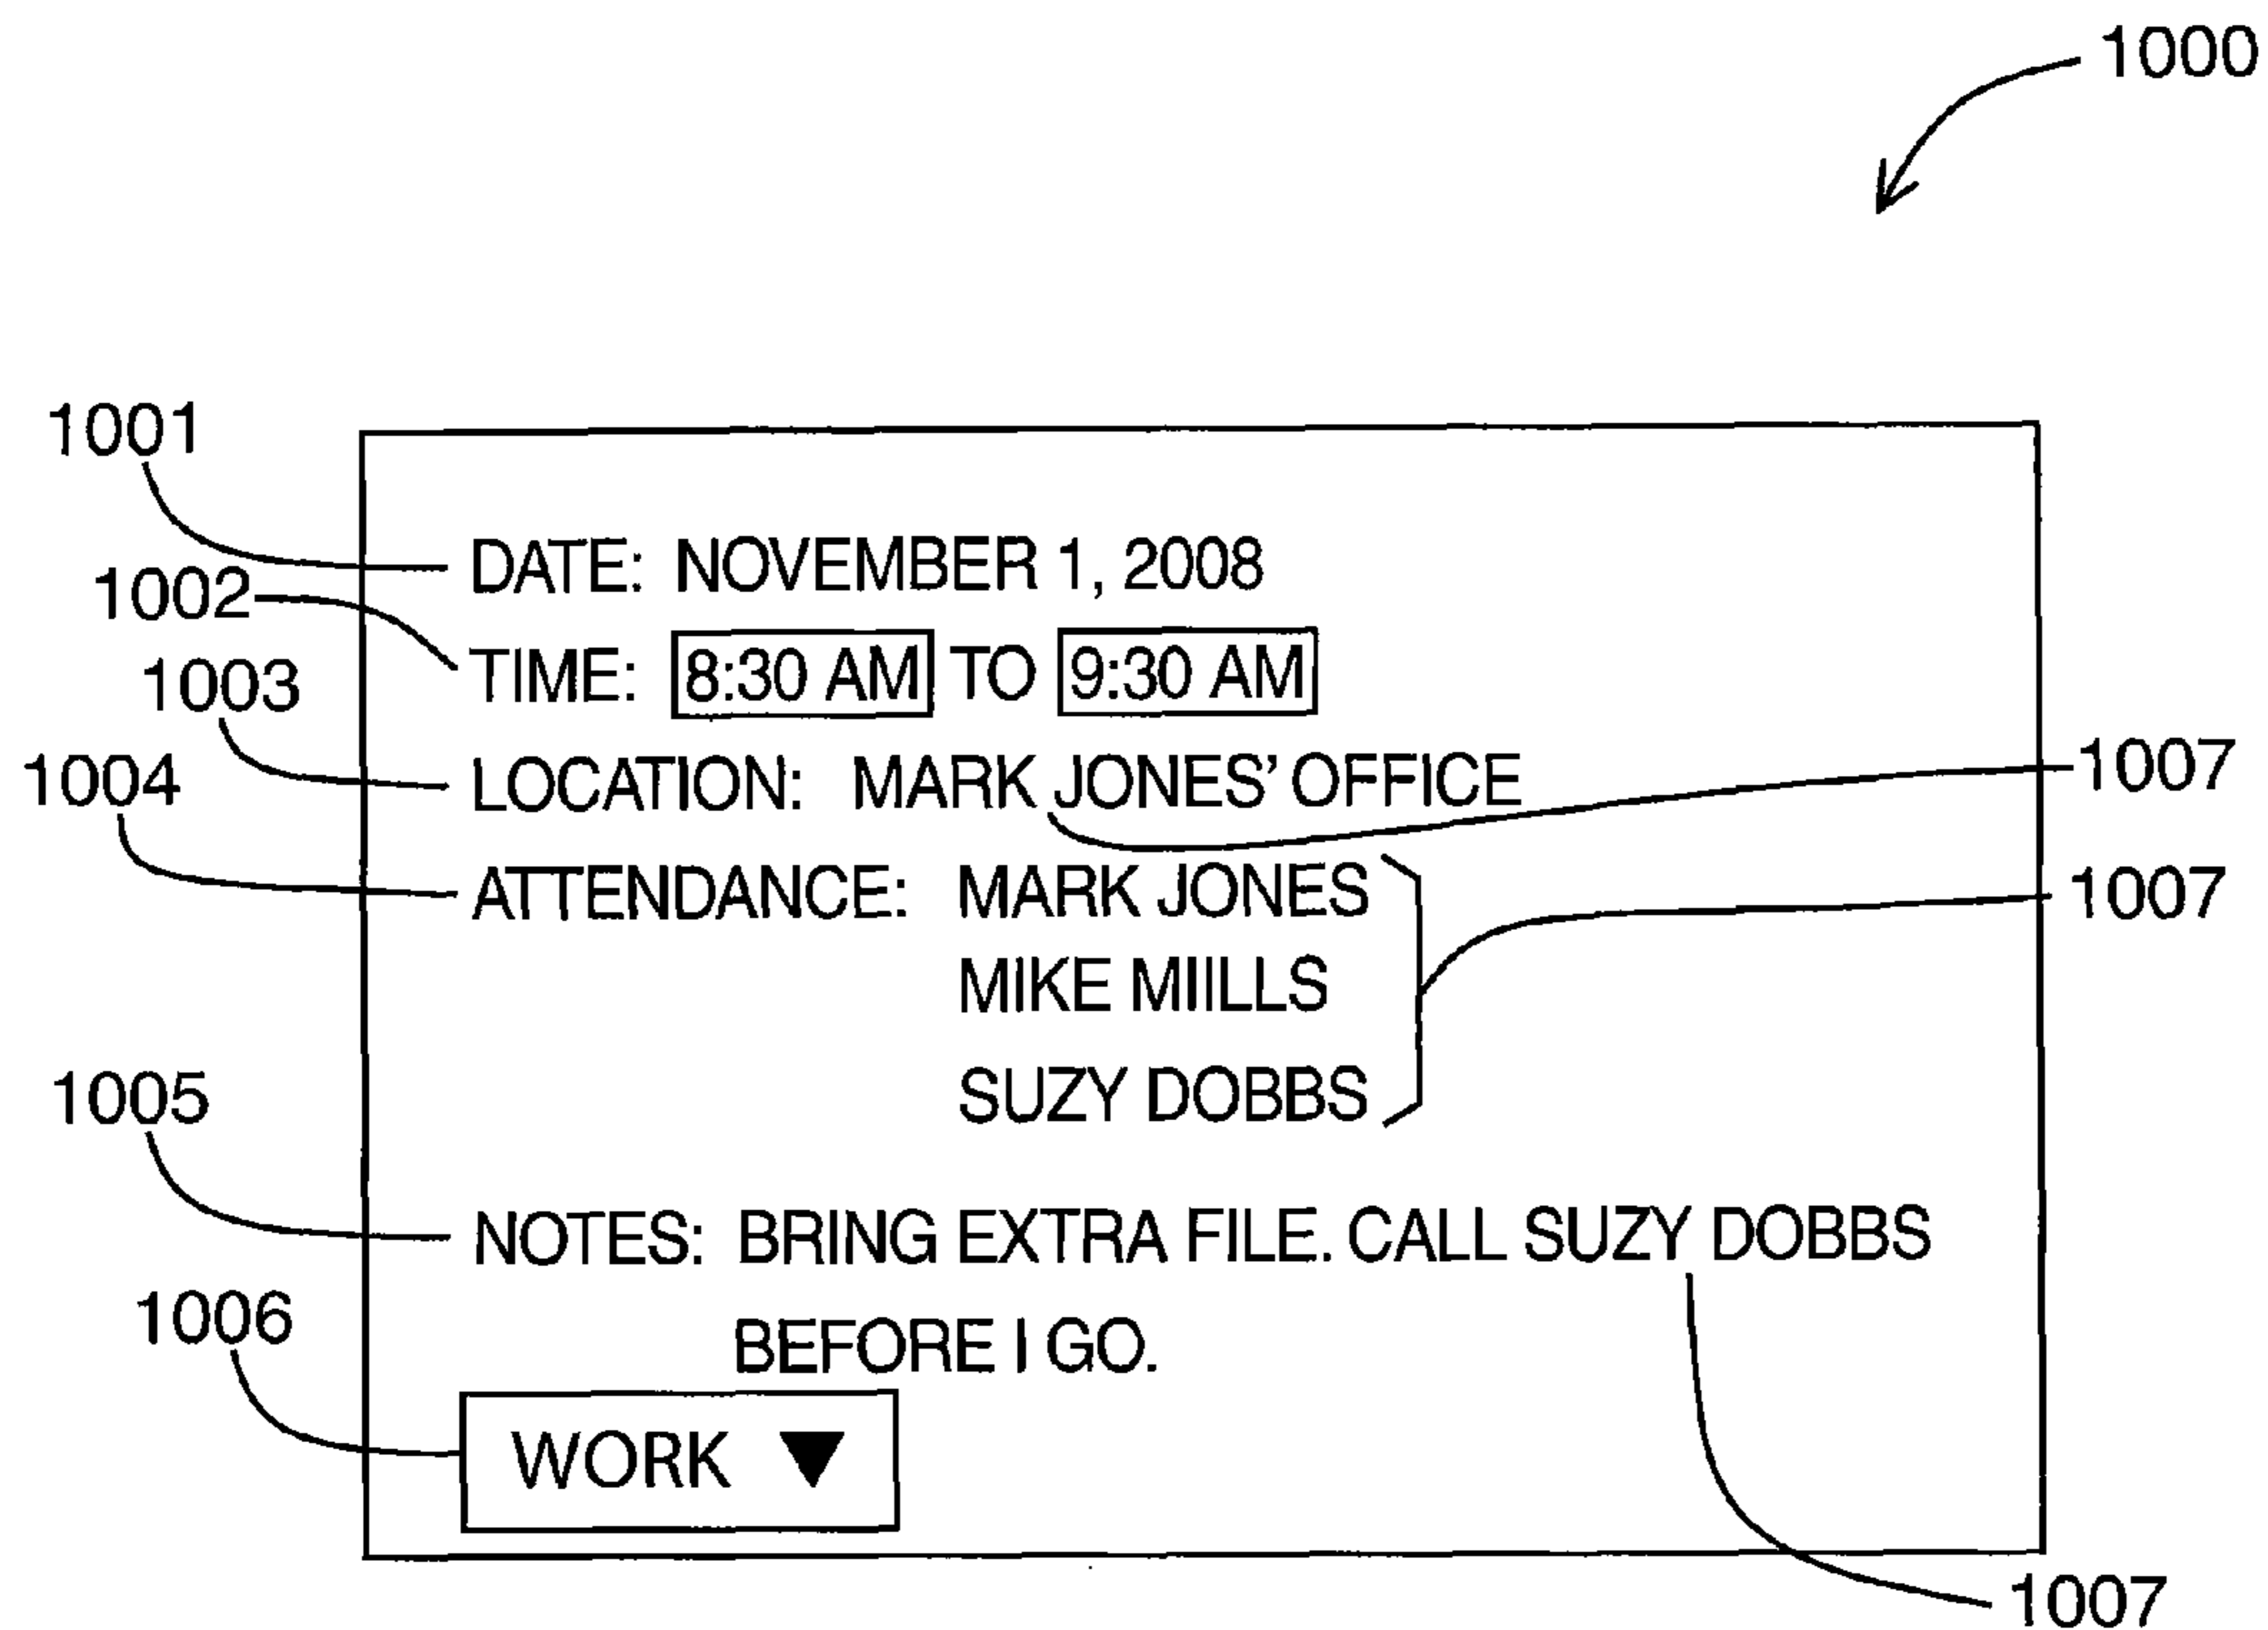 1000
1001
DATE: NOVEMBER 1, 2008
1002
TIME: 8:30 AM TO 9:30 AM
1003
LOCATION: MARK JONES' OFFICE
1007
1004
ATTENDANCE: MARK JONES
1007
MIKE MIILLS
SUZY DOBBS
1005
NOTES: BRING EXTRA FILE. CALL SUZY DOBBS
BEFORE I GO.
1006
WORK ▼
1007